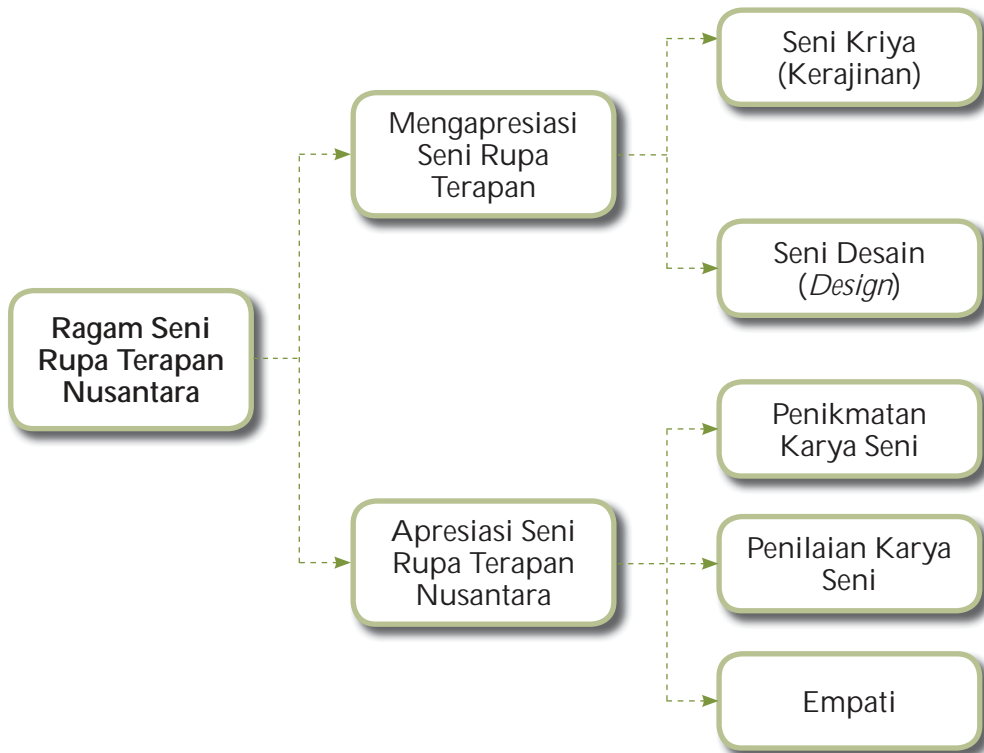 Ragam Seni
Rupa Terapan
Nusantara
Mengapresiasi
Seni Rupa
Terapan
Seni Kriya
(Kerajinan)
Seni Desain
(Design)
Apresiasi Seni
Rupa Terapan
Nusantara
Penikmatan
Karya Seni
Penilaian Karya
Seni
Empati